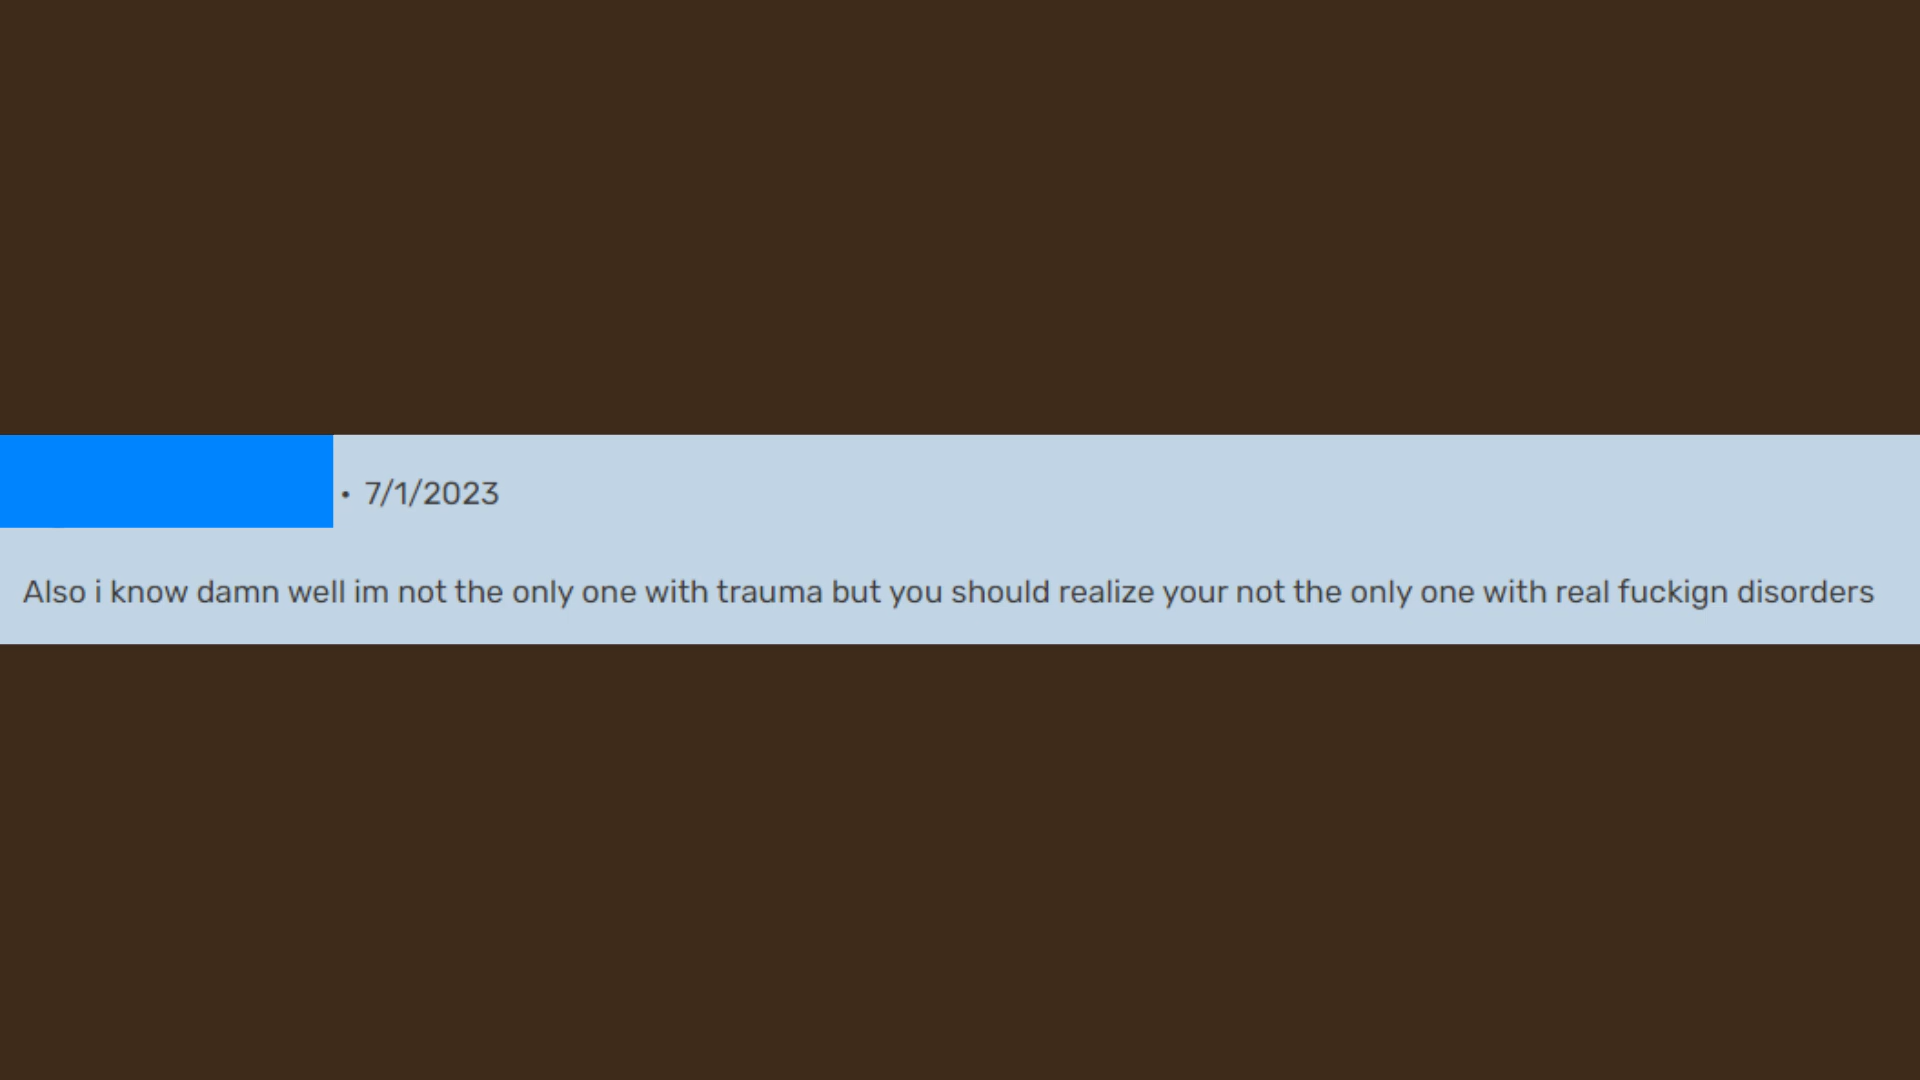 • 7/1/2023
Also i know damn well im not the only one with trauma but you should realize your not the only one with real fuckign disorders